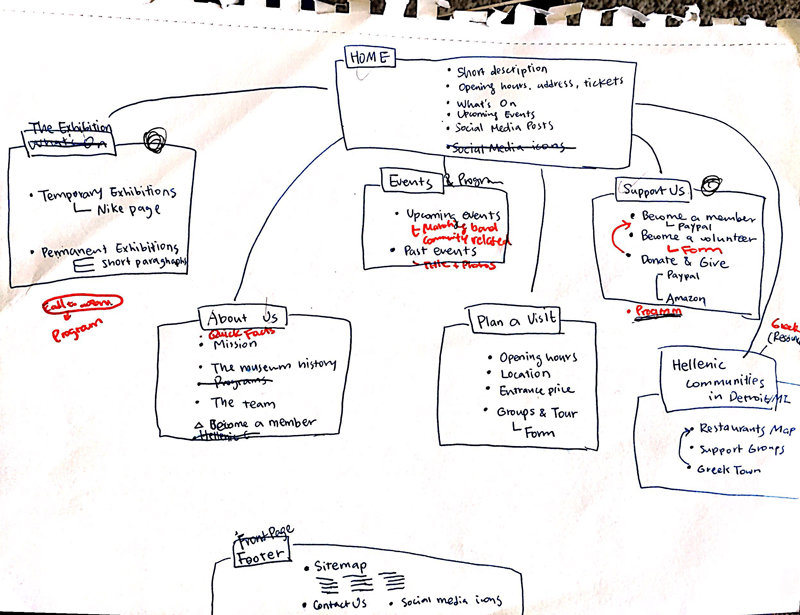 HOME
• Short description
• Opening hours, address, tickets
• What's On
• Upcoming Events
• Social Media Posts
• Social Media icons
The Exhibition
What's On
• Temporary Exhibitions
Nike page
• Permanent Exhibitions
short paragraphs
Call to action
Program
Events & Program
• Upcoming events
Marching band
Community related
• Past events
Title + Photos
Support Us
• Become a member
Paypal
• Become a volunteer
Form
• Donate & Give
Paypal
Amazon
• Program
About Us
Quick Facts
• Mission
• The museum history
• Programs
• The team
Become a member
• Hellenic C
Plan a Visit
• Opening hours
• Location
• Entrance price
• Groups & Tour
Form
Hellenic
Communities
in Detroit/MI
• Restaurants Map
• Support Groups
• Greek Town
Front Page
Footer
• Sitemap
• Contact Us • Social media icons